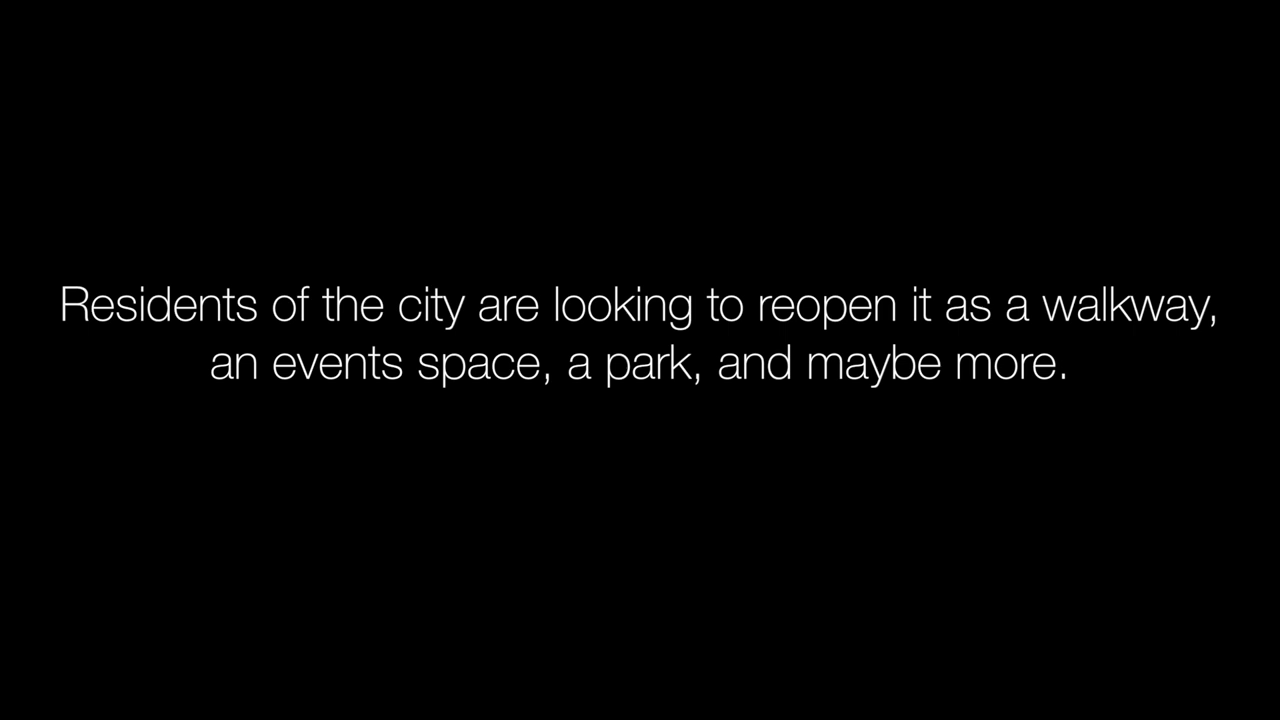 Residents of the city are looking to reopen it as a walkway,
an events space, a park, and maybe more.